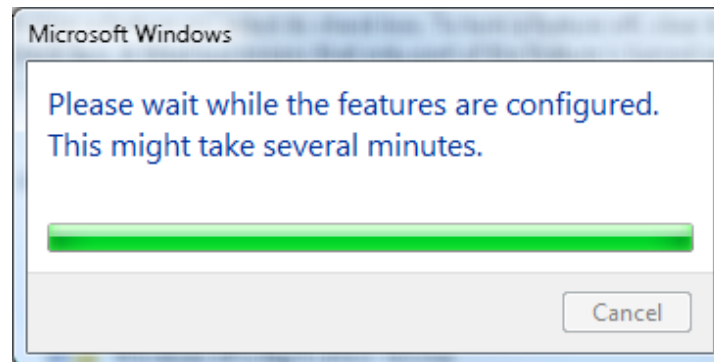 Microsoft Windows
Please wait while the features are configured.
This might take several minutes.
Cancel